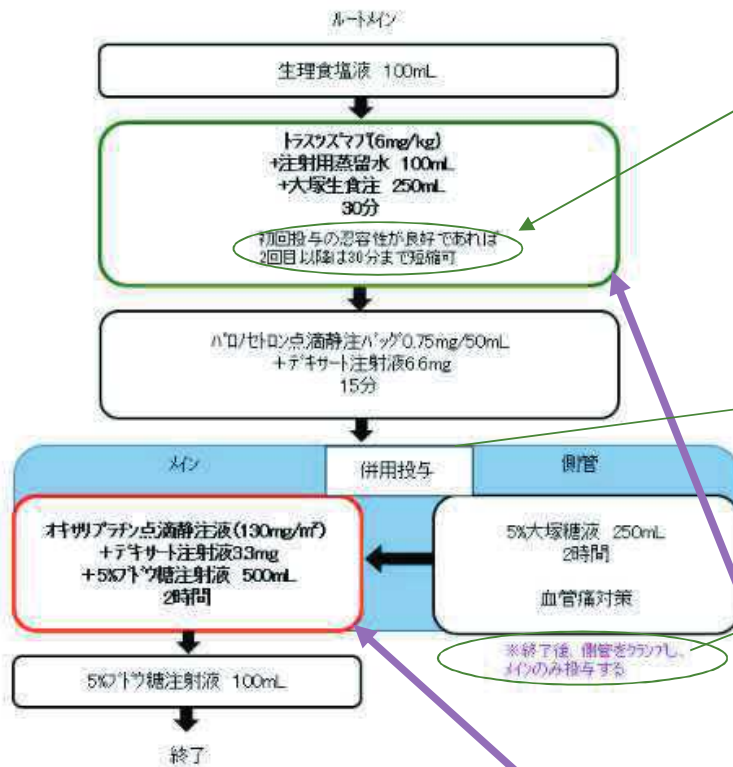 ルートメイン
生理食塩液 100mL
トラスツズマブ(6mg/kg)
+注射用蒸留水 100mL
+大塚生食注 250mL
30分
初回投与の忍容性が良好であれば
2回目以降は30分まで短縮可
パロノセトロン点滴静注バッグ0.75mg/50mL
+デキサート注射液6.6mg
15分
メイン
併用投与
側管
オキサリプラチン点滴静注液(130mg/m²)
+デキサート注射液3.3mg
+5%ブドウ糖注射液 500mL
2時間
5%大塚糖液 250mL
2時間
血管痛対策
※終了後、側管をクランプし、
メインのみ投与する
5%ブドウ糖注射液 100mL
終了